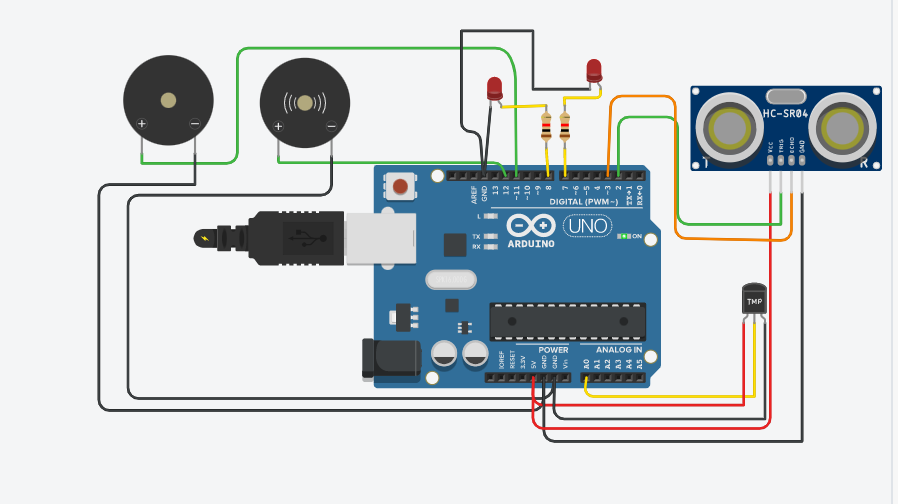 HC-SR04
VCC
TRIG
ECHO
GND
T
R
+
−
+
−
AREF
GND
13
12
~11
~10
~9
8
7
~6
~5
4
~3
2
TX→1
RX←0
DIGITAL (PWM~)
L
TX
RX
ARDUINO
UNO
ON
TMP
POWER
ANALOG IN
IOREF
RESET
3.3V
5V
GND
GND
Vin
A0
A1
A2
A3
A4
A5